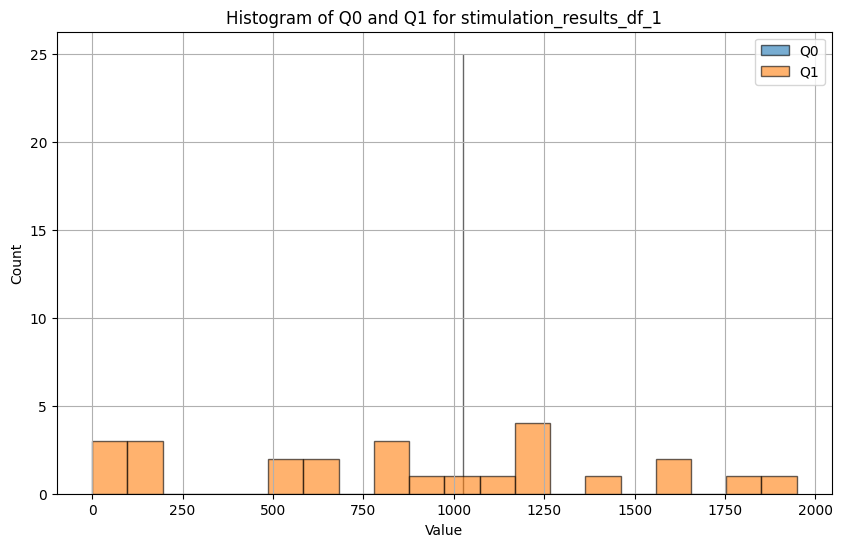 Histogram of Q0 and Q1 for stimulation_results_df_1
Q0
Q1
25
20
15
10
5
0
Count
0 250 500 750 1000 1250 1500 1750 2000
Value